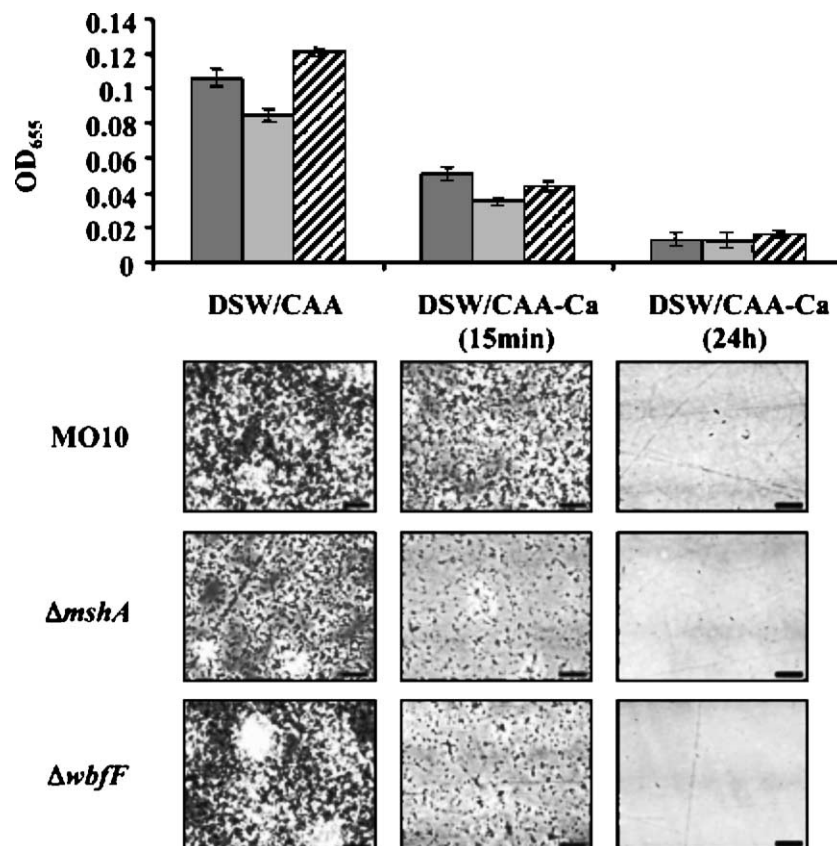 0.14
0.12
0.1
0.08
0.06
0.04
0.02
0
OD655
DSW/CAA
DSW/CAA-Ca
(15min)
DSW/CAA-Ca
(24h)
MO10
ΔmshA
ΔwbfF